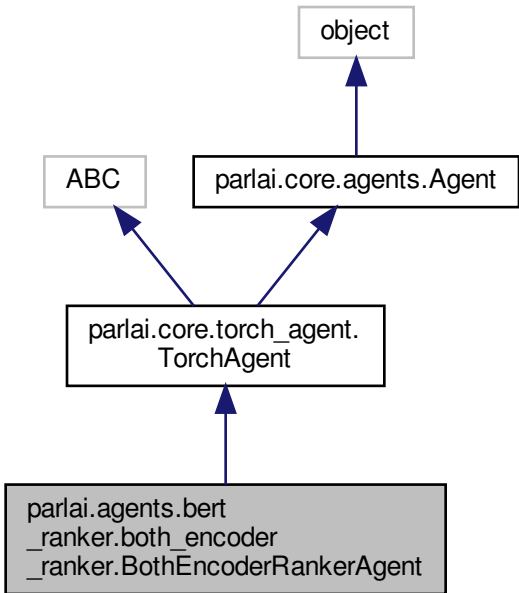 object
ABC
parlai.core.agents.Agent
parlai.core.torch_agent.
TorchAgent
parlai.agents.bert
_ranker.both_encoder
_ranker.BothEncoderRankerAgent